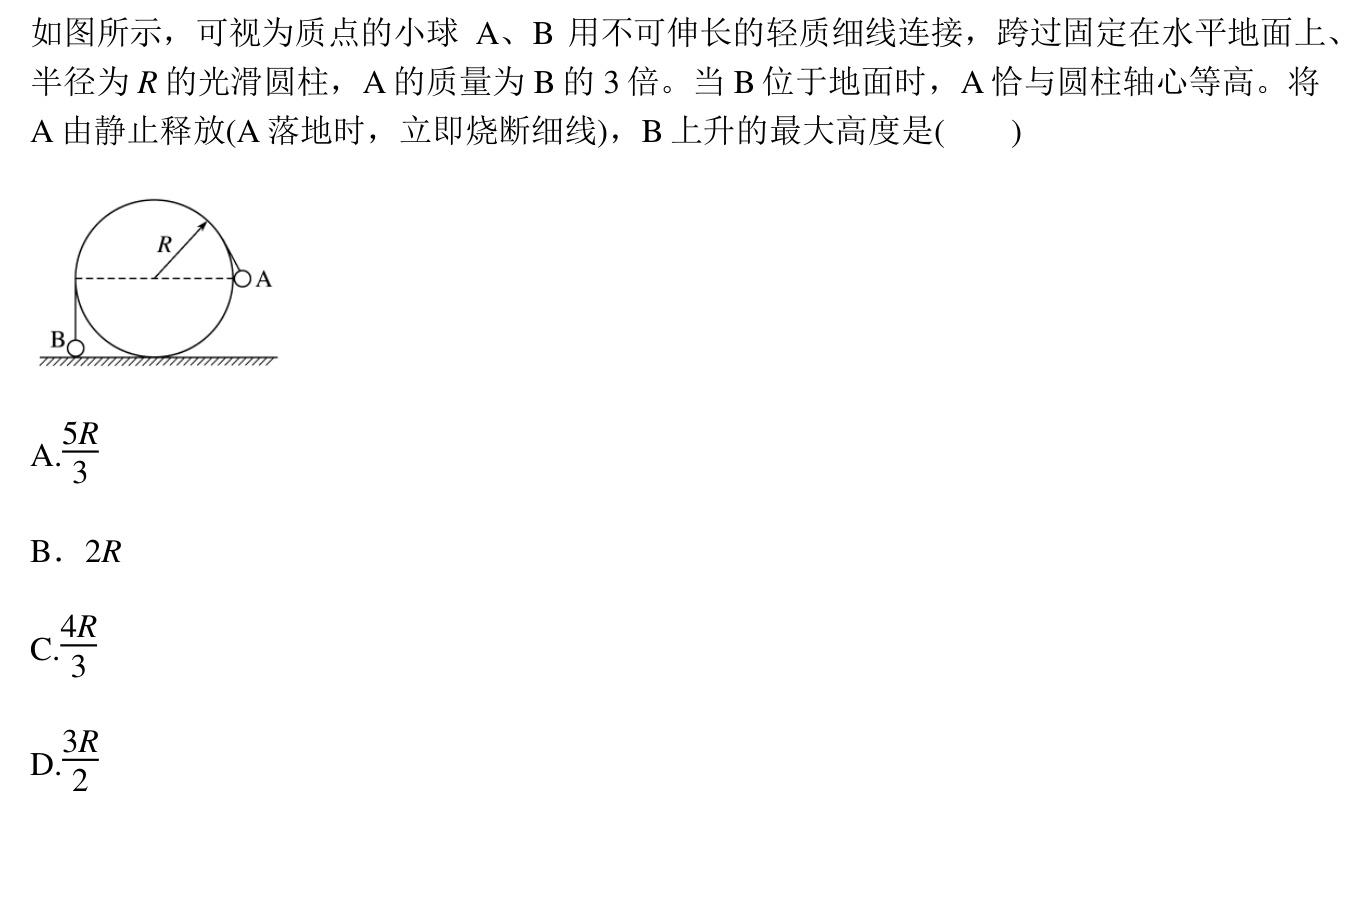 如图所示，可视为质点的小球 A、B 用不可伸长的轻质细线连接，跨过固定在水平地面上、
半径为 R 的光滑圆柱，A 的质量为 B 的 3 倍。当 B 位于地面时，A 恰与圆柱轴心等高。将
A 由静止释放(A 落地时，立即烧断细线)，B 上升的最大高度是(　　)
R
A
B
A.5R/3
B．2R
C.4R/3
D.3R/2